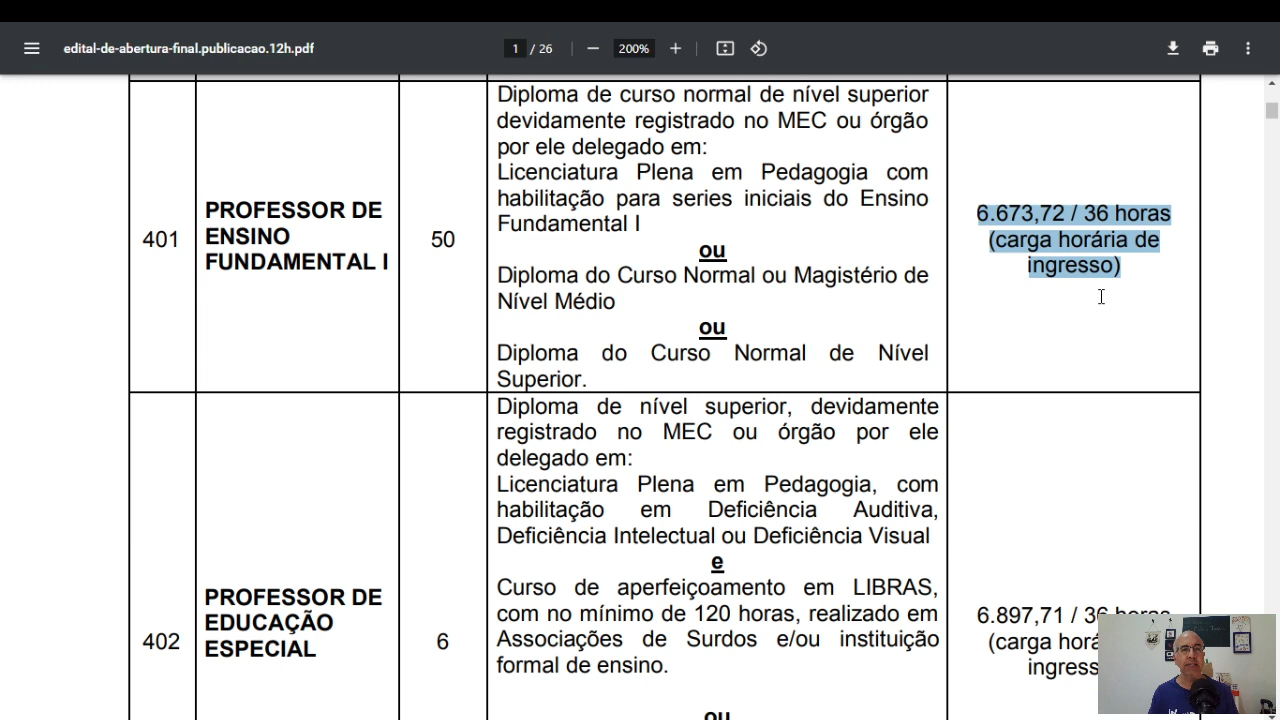 edital-de-abertura-final.publicacao.12h.pdf
1 / 26
200%
401
PROFESSOR DE
ENSINO
FUNDAMENTAL I
50
Diploma de curso normal de nível superior
devidamente registrado no MEC ou órgão
por ele delegado em:
Licenciatura Plena em Pedagogia com
habilitação para series iniciais do Ensino
Fundamental I
ou
Diploma do Curso Normal ou Magistério de
Nível Médio
ou
Diploma do Curso Normal de Nível
Superior.
6.673,72 / 36 horas
(carga horária de
ingresso)
402
PROFESSOR DE
EDUCAÇÃO
ESPECIAL
6
Diploma de nível superior, devidamente
registrado no MEC ou órgão por ele
delegado em:
Licenciatura Plena em Pedagogia, com
habilitação em Deficiência Auditiva,
Deficiência Intelectual ou Deficiência Visual
e
Curso de aperfeiçoamento em LIBRAS,
com no mínimo de 120 horas, realizado em
Associações de Surdos e/ou instituição
formal de ensino.
ou
6.897,71 / 36 horas
(carga horá
ingress